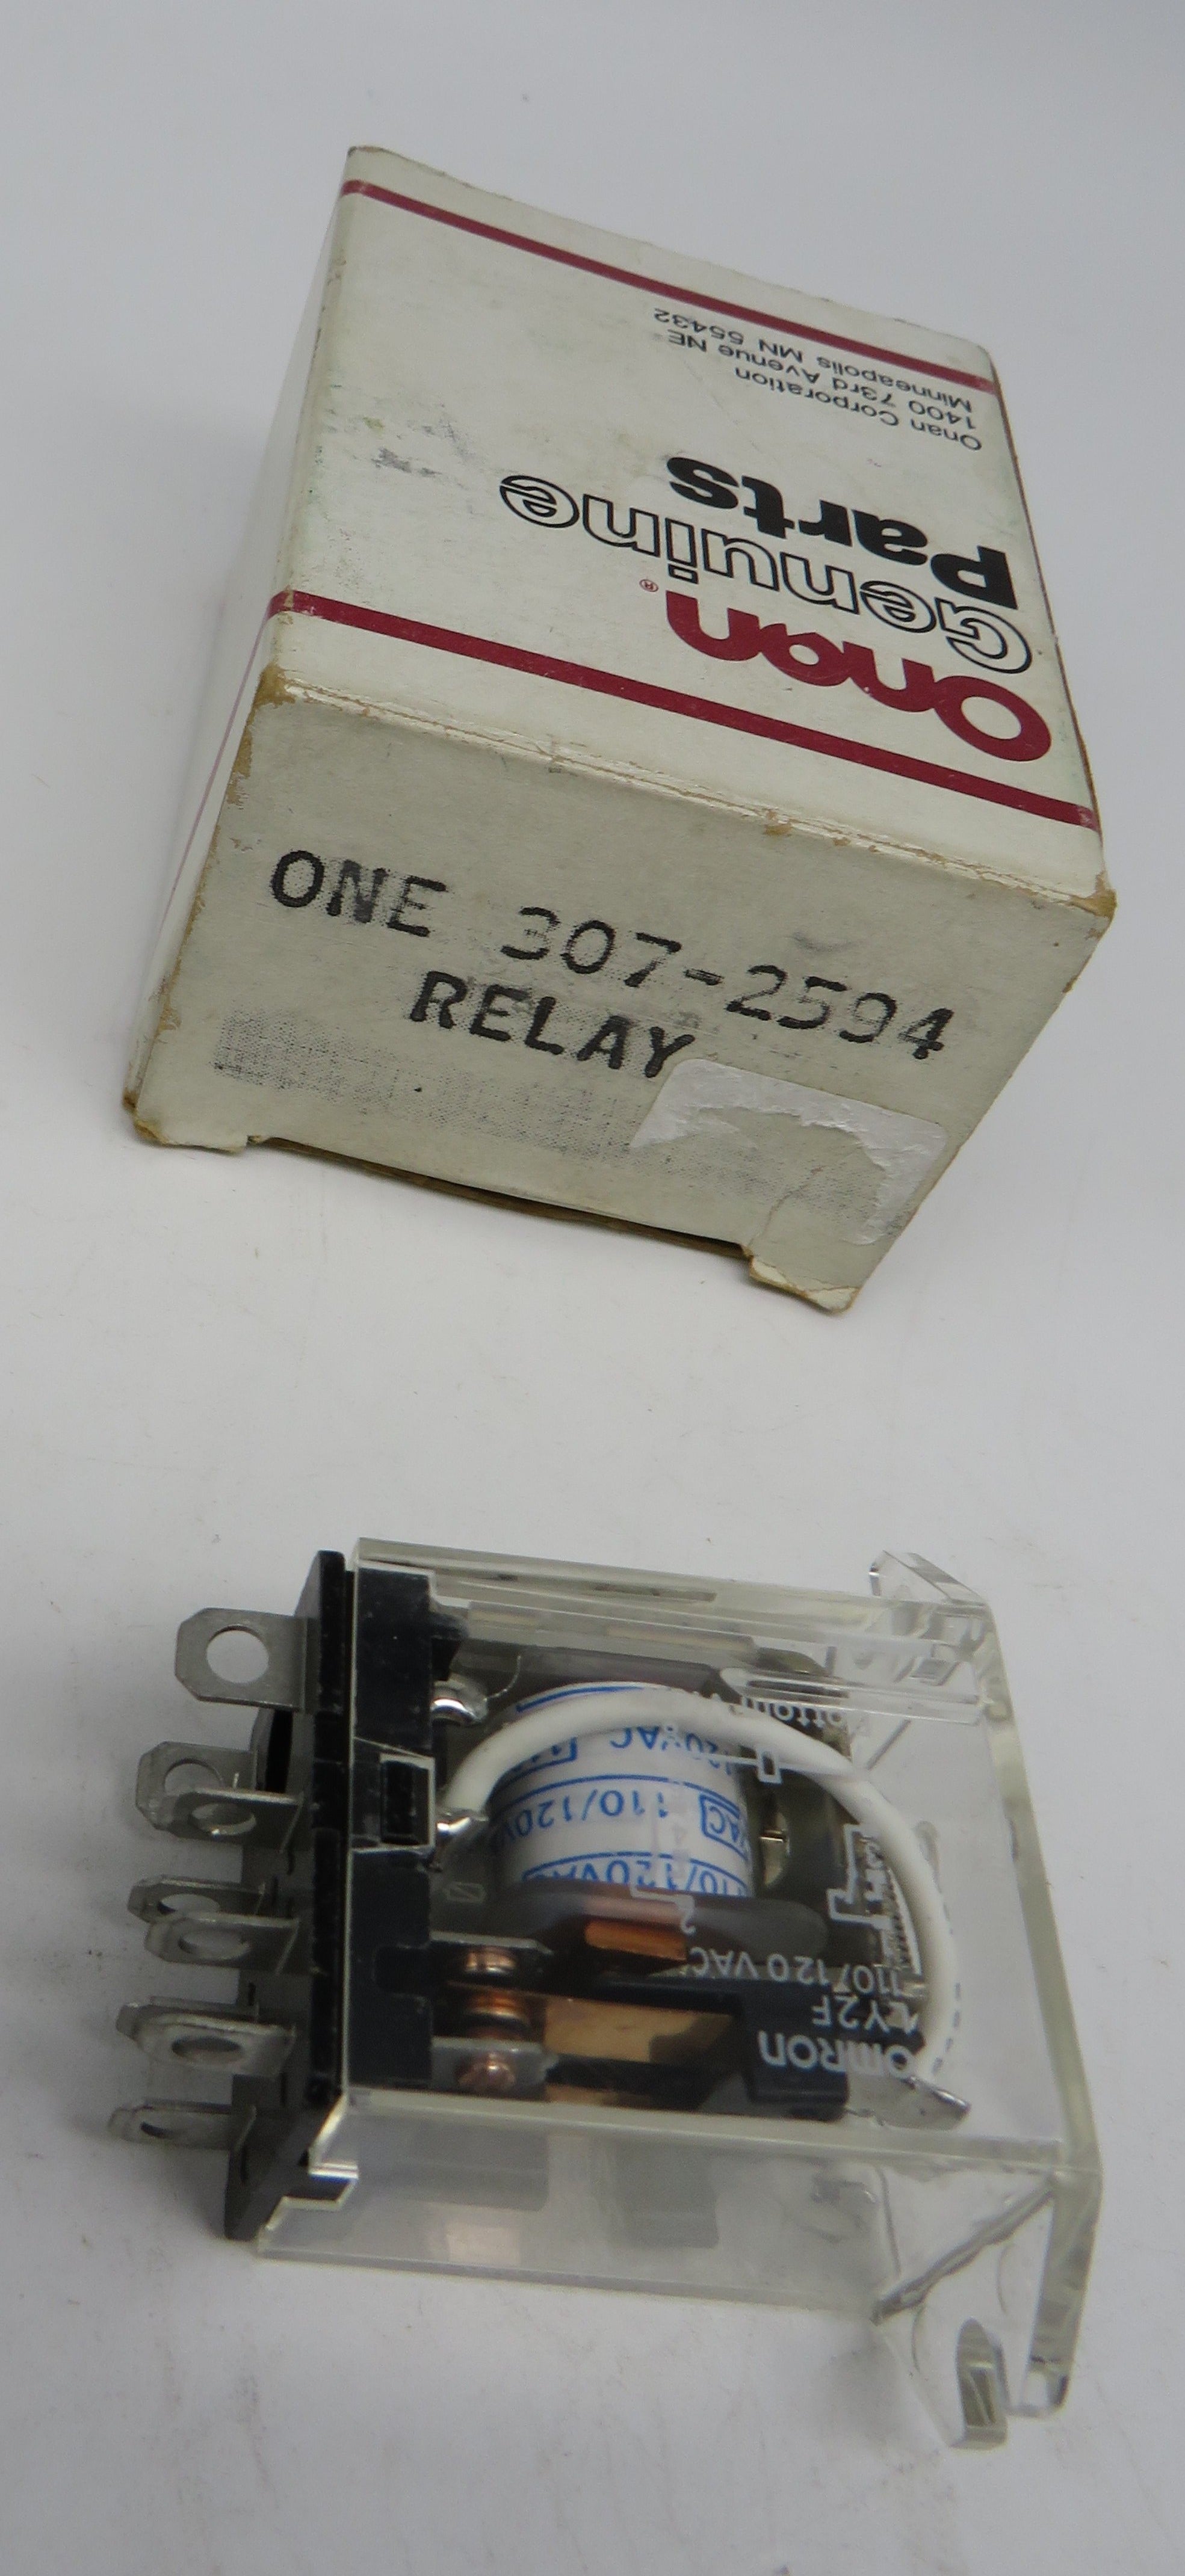 Onan®
Genuine
Parts
Onan Corporation
1400 73rd Avenue NE
Minneapolis MN 55432
ONE 307-2594
RELAY
OMRON
LY2F
110/120 VAC
110/120VAC